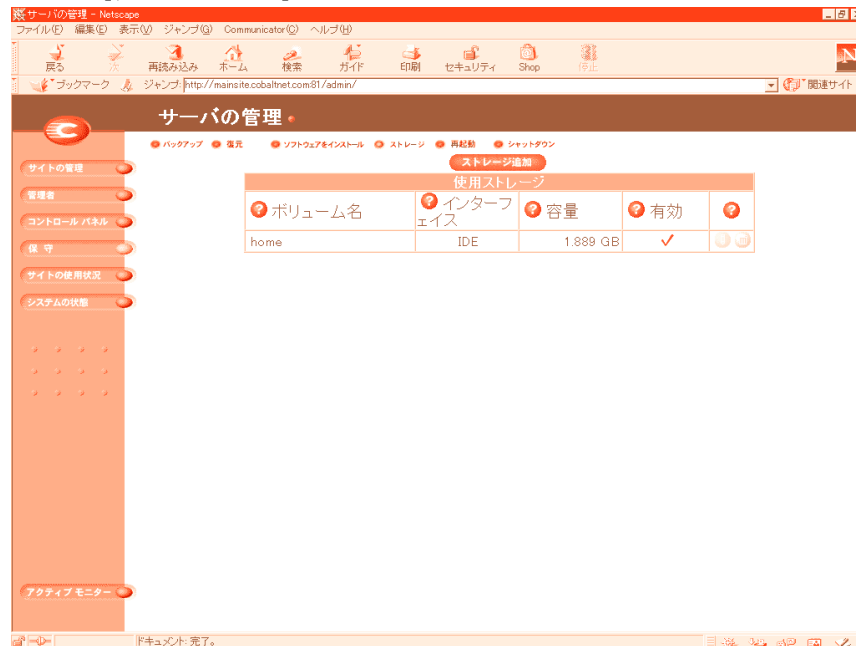 サーバの管理 - Netscape
ファイル(F) 編集(E) 表示(V) ジャンプ(G) Communicator(C) ヘルプ(H)
戻る 次 再読み込み ホーム 検索 ガイド 印刷 セキュリティ Shop 停止
ブックマーク ジャンプ: http://mainsite.cobaltnet.com:81/admin/ 関連サイト
サーバの管理
バックアップ 復元 ソフトウェアをインストール ストレージ 再起動 シャットダウン
ストレージ追加
サイトの管理
管理者
コントロール パネル
保 守
サイトの使用状況
システムの状態
アクティブ モニター
使用ストレージ
? ボリューム名 ? インターフェイス ? 容量 ? 有効 ?
home IDE 1.889 GB
ドキュメント: 完了。